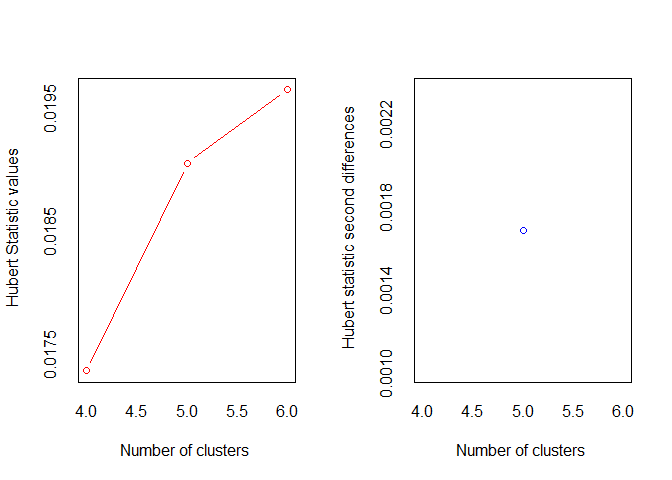 Hubert Statistic values
0.0195
0.0185
0.0175
4.0 4.5 5.0 5.5 6.0
Number of clusters
Hubert statistic second differences
0.0022
0.0018
0.0014
0.0010
4.0 4.5 5.0 5.5 6.0
Number of clusters